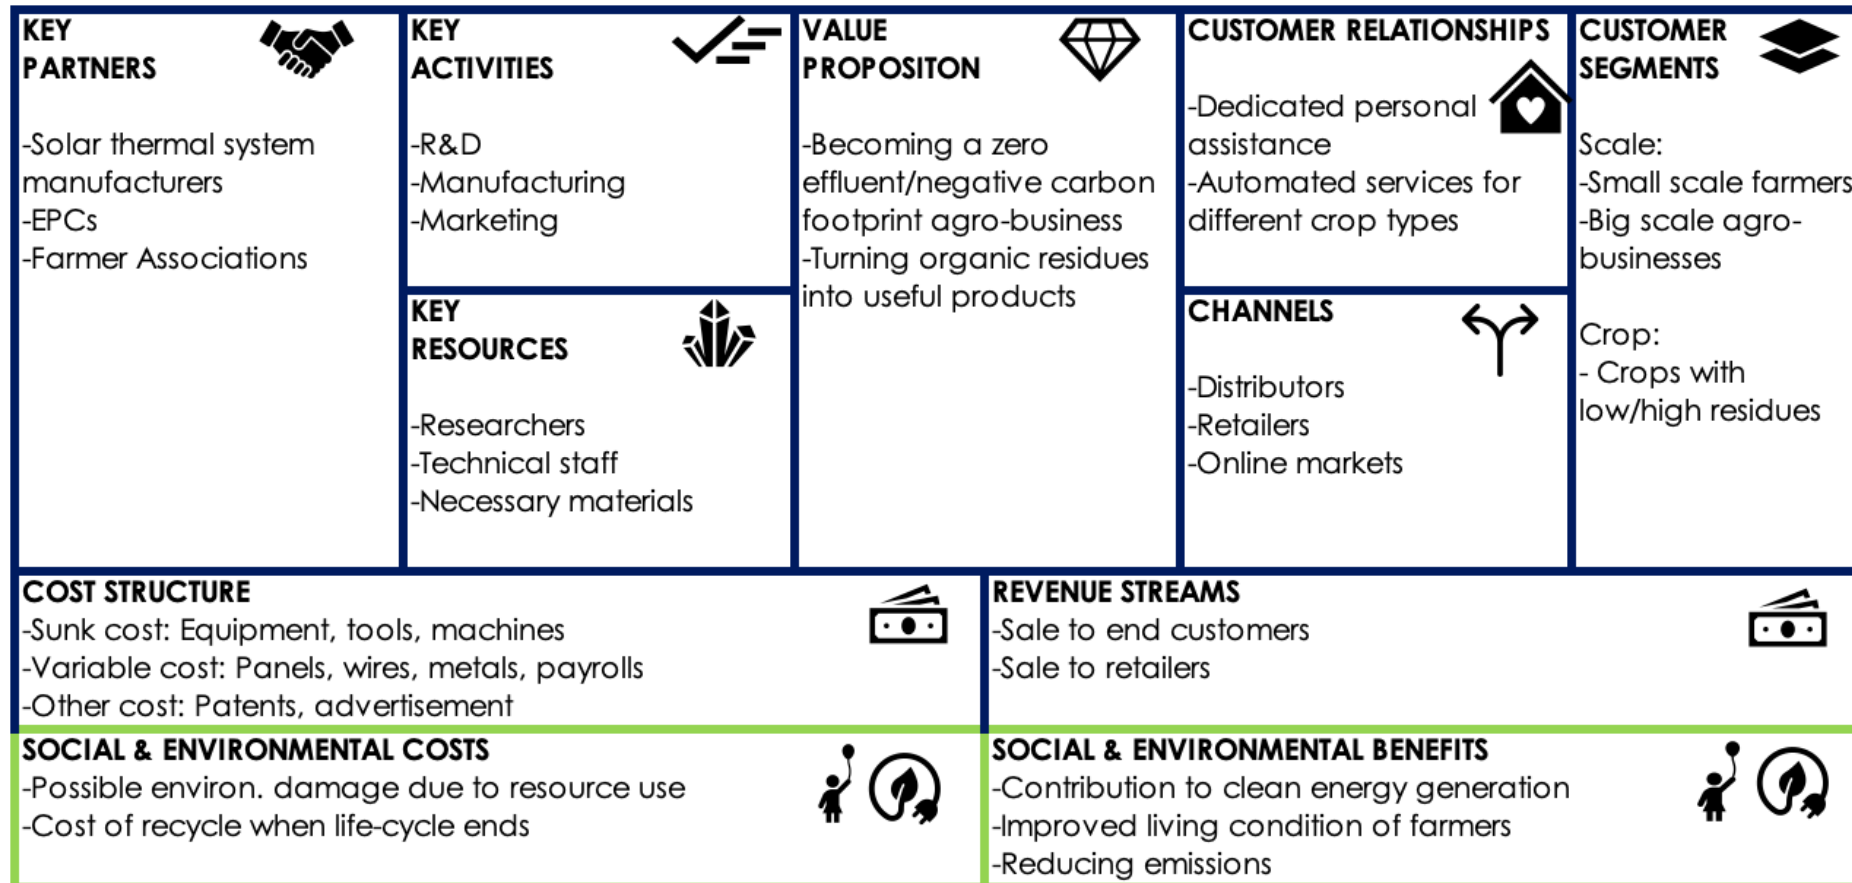 KEY
PARTNERS
-Solar thermal system
manufacturers
-EPCs
-Farmer Associations
KEY
ACTIVITIES
-R&D
-Manufacturing
-Marketing
KEY
RESOURCES
-Researchers
-Technical staff
-Necessary materials
VALUE
PROPOSITON
-Becoming a zero
effluent/negative carbon
footprint agro-business
-Turning organic residues
into useful products
CUSTOMER RELATIONSHIPS
-Dedicated personal
assistance
-Automated services for
different crop types
CHANNELS
-Distributors
-Retailers
-Online markets
CUSTOMER
SEGMENTS
Scale:
-Small scale farmers
-Big scale agro-
businesses
Crop:
- Crops with
low/high residues
COST STRUCTURE
-Sunk cost: Equipment, tools, machines
-Variable cost: Panels, wires, metals, payrolls
-Other cost: Patents, advertisement
REVENUE STREAMS
-Sale to end customers
-Sale to retailers
SOCIAL & ENVIRONMENTAL COSTS
-Possible environ. damage due to resource use
-Cost of recycle when life-cycle ends
SOCIAL & ENVIRONMENTAL BENEFITS
-Contribution to clean energy generation
-Improved living condition of farmers
-Reducing emissions